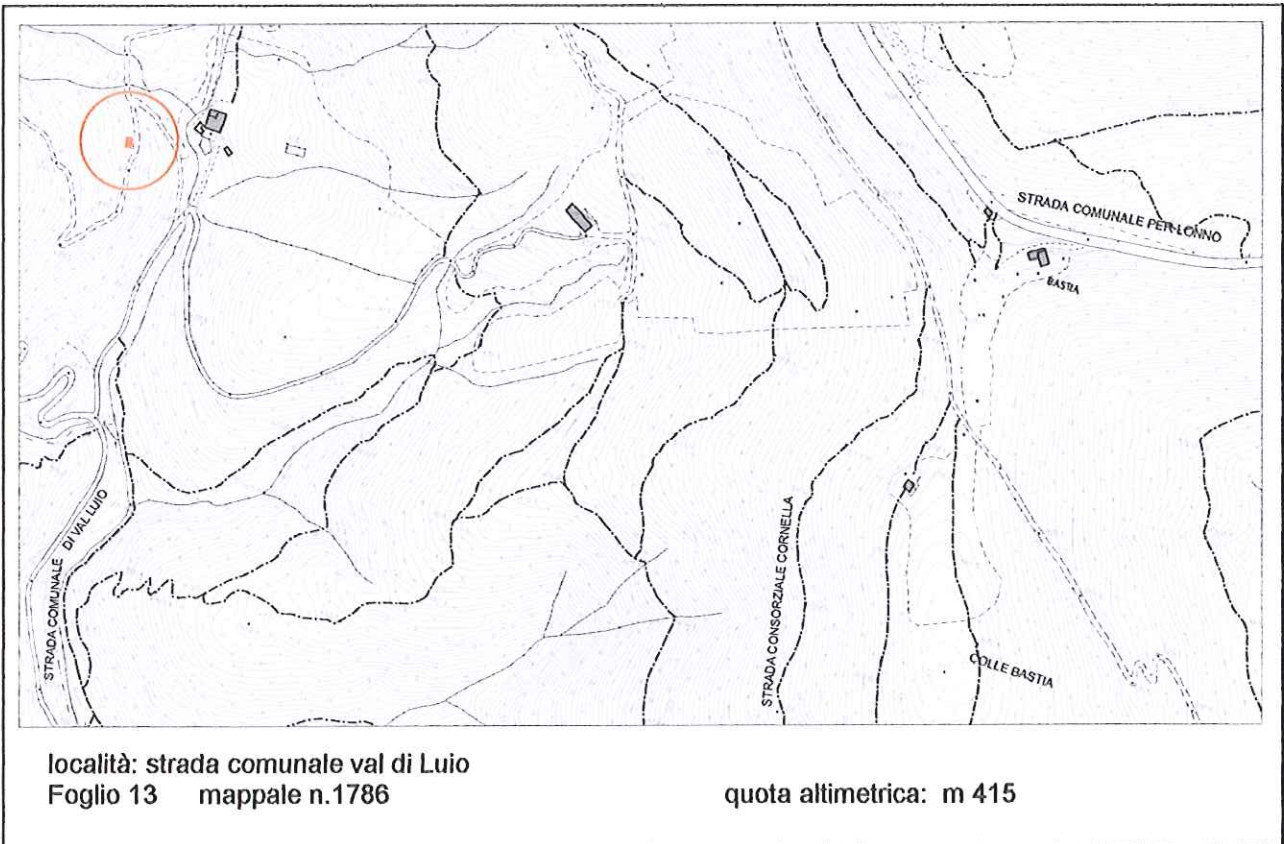 STRADA COMUNALE PER LONNO
BASTIA
STRADA COMUNALE DI VAL LUIO
STRADA CONSORZIALE CORNELLA
COLLE BASTIA
località: strada comunale val di Luio
Foglio 13 mappale n.1786
quota altimetrica: m 415